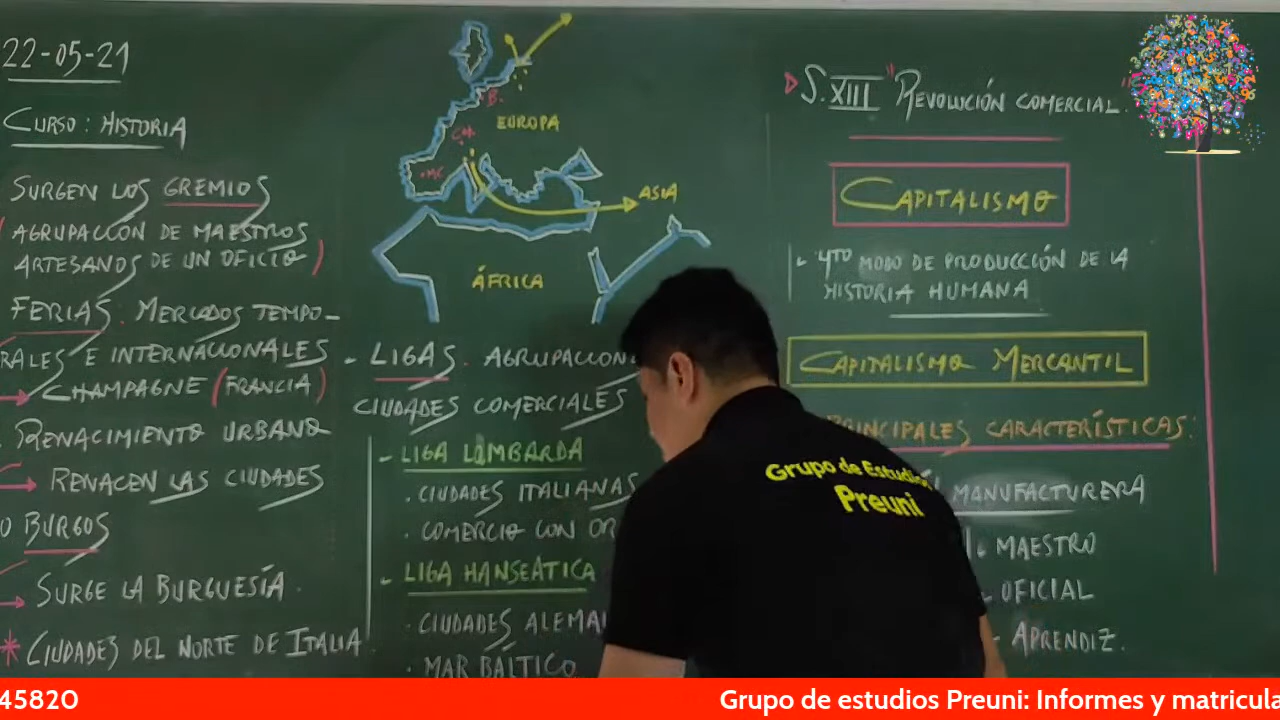 22-05-21
CURSO: HISTORIA
SURGEN LOS GREMIOS
AGRUPACIÓN DE MAESTROS
ARTESANOS DE UN OFICIO)
FERIAS. MERCADOS TEMPO-
RALES E INTERNACIONALES
CHAMPAGNE (FRANCIA)
RENACIMIENTO URBANO
RENACEN LAS CIUDADES
O BURGOS
SURGE LA BURGUESÍA.
* CIUDADES DEL NORTE DE ITALIA
B.
EUROPA
MC
ASIA
ÁFRICA
- LIGAS. AGRUPACION
CIUDADES COMERCIALES
- LIGA LOMBARDA
. CIUDADES ITALIANAS
. COMERCIO CON OR
- LIGA HANSEÁTICA
. CIUDADES ALEMA
. MAR BÁLTICO
S. XIII "REVOLUCIÓN COMERCIAL"
CAPITALISMO
- 4TO MODO DE PRODUCCIÓN DE LA
HISTORIA HUMANA
CAPITALISMO MERCANTIL
PRINCIPALES CARACTERÍSTICAS:
MANUFACTURERA
MAESTRO
- OFICIAL
- APRENDIZ.
Grupo de Estudios
Preuni
45820
Grupo de estudios Preuni: Informes y matricula